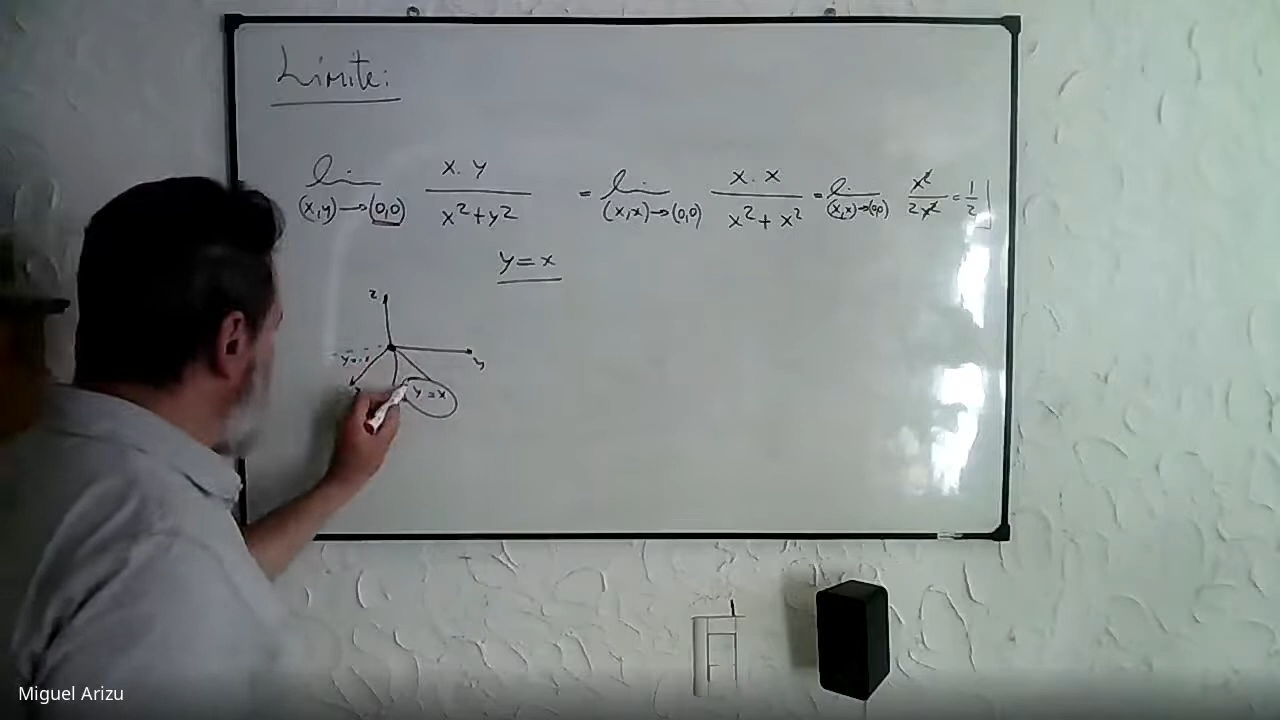 Limite:
lim (x,y)→(0,0) x.y / x²+y² = lim (x,x)→(0,0) x.x / x²+x² = lim (x,x)→(0,0) x² / 2x² = 1/2
y=x
z
y
y=x
Miguel Arizu